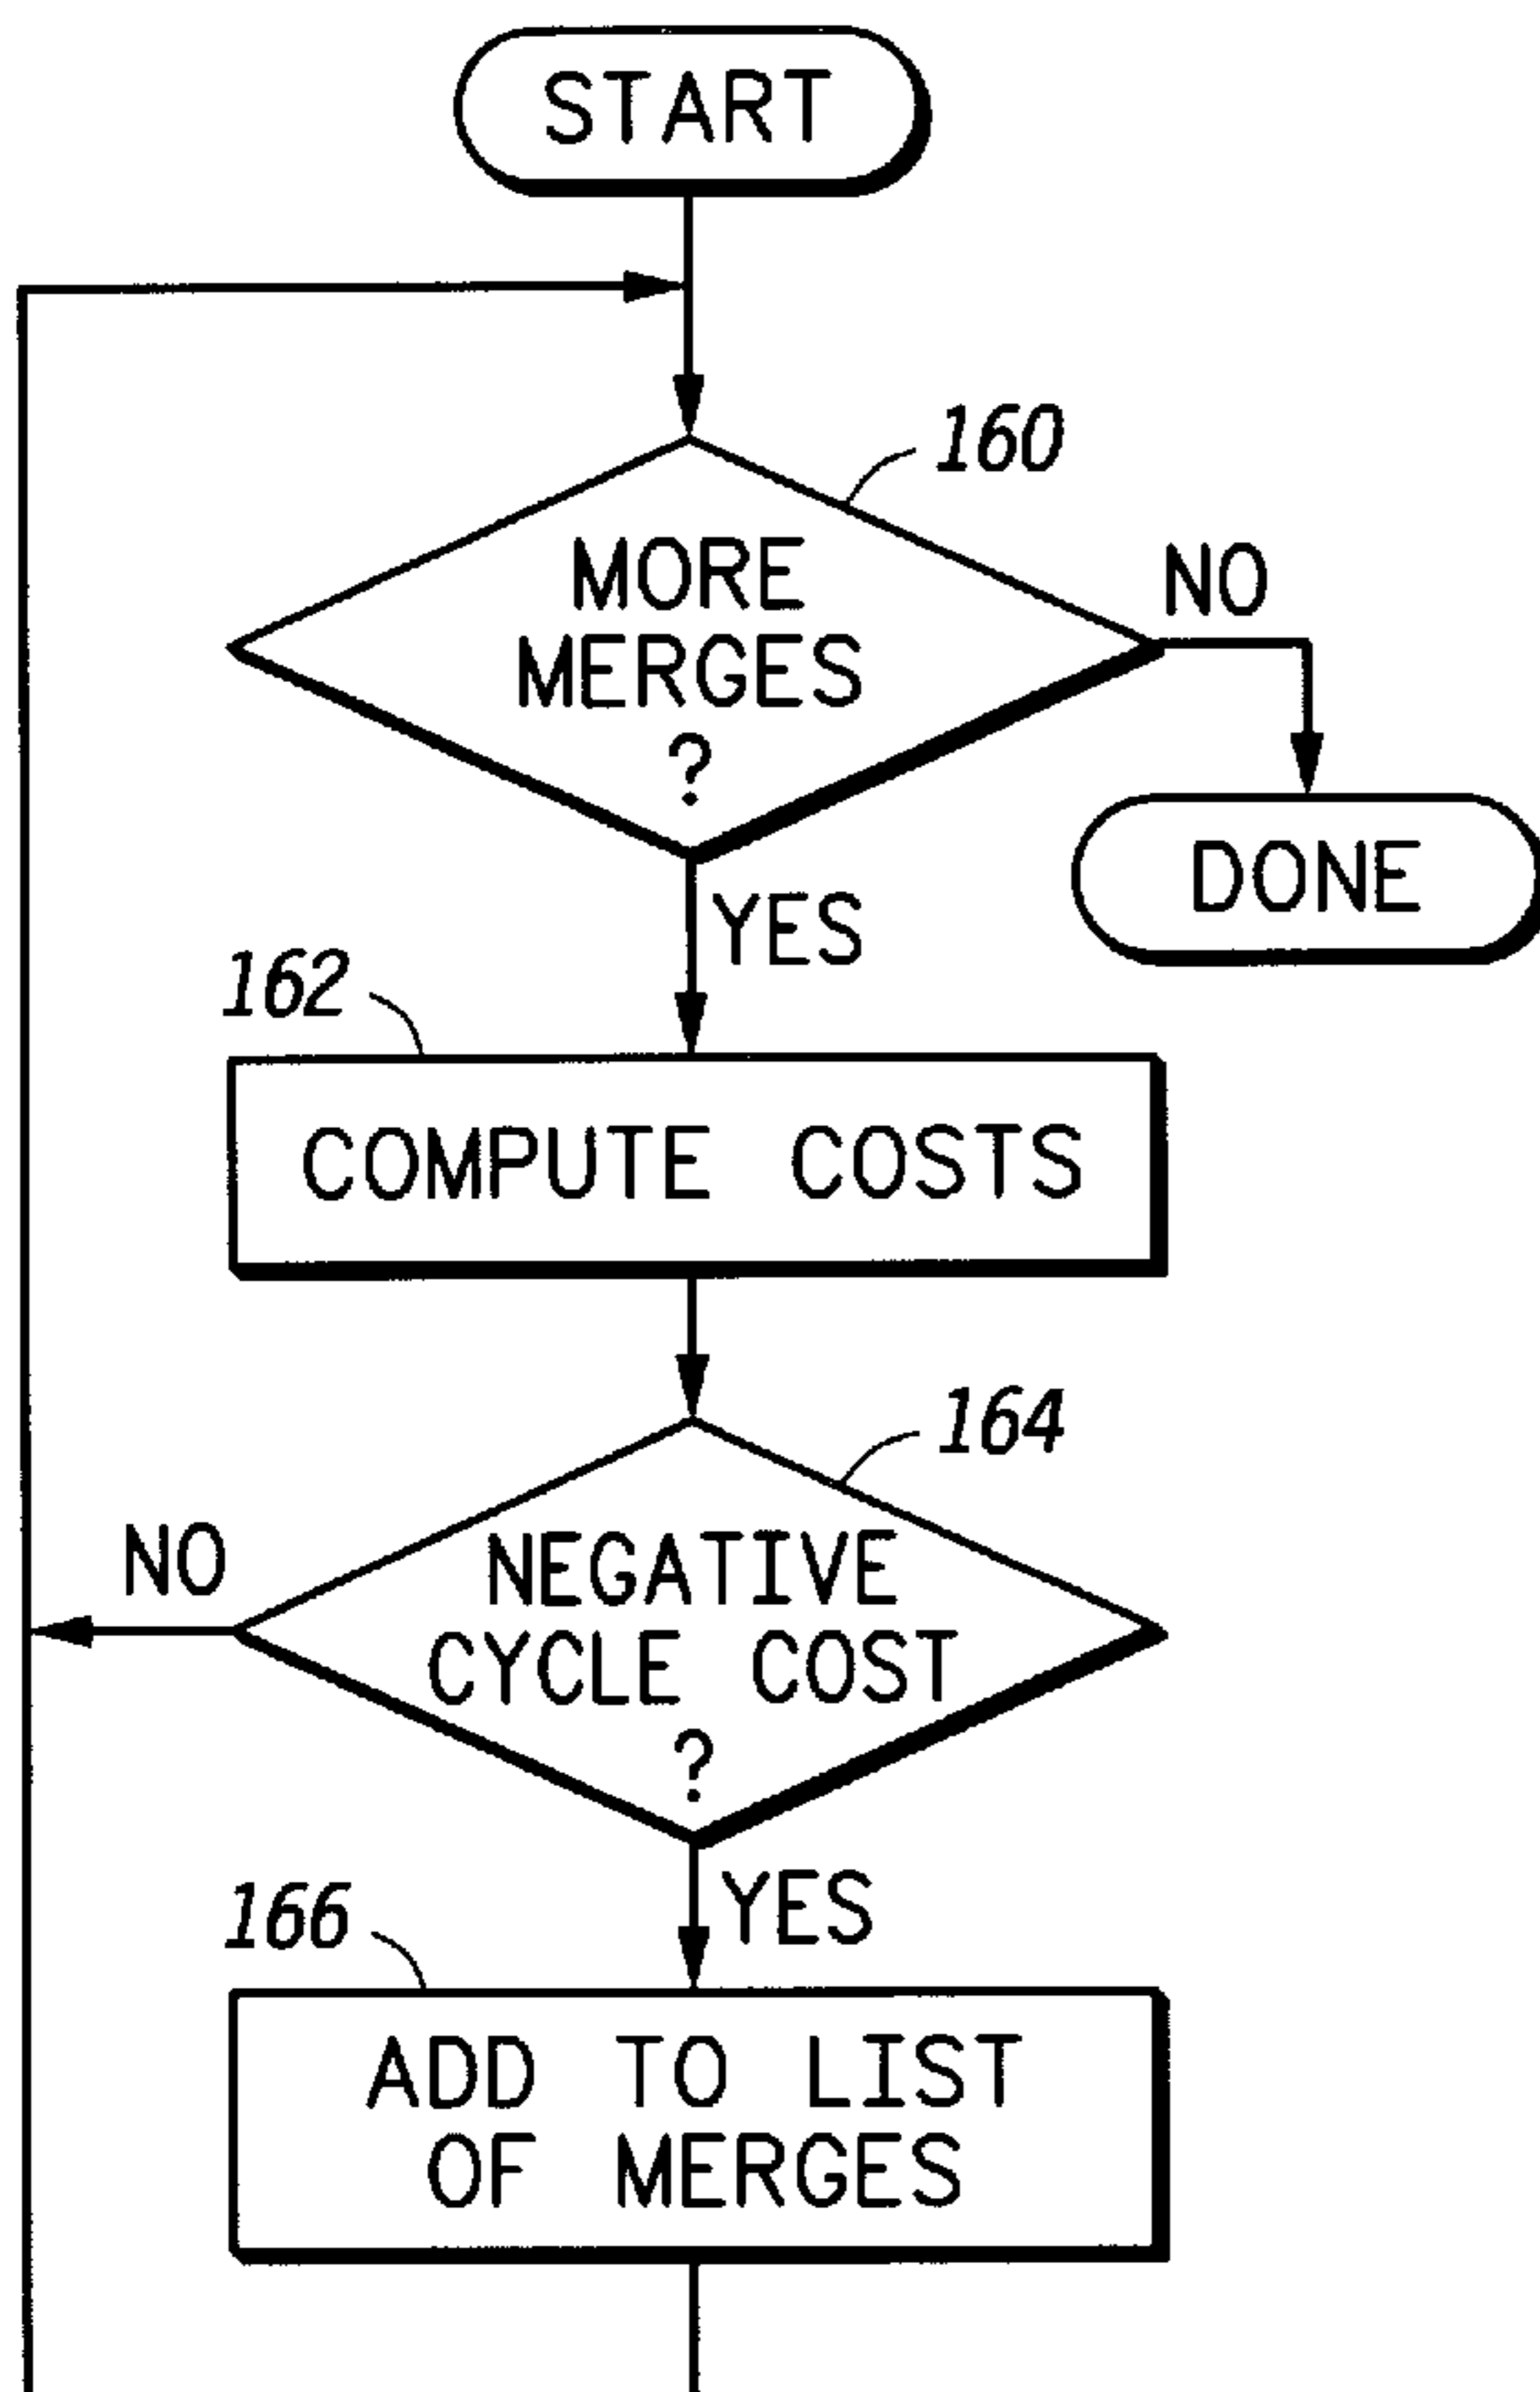 START
160
MORE
MERGES
?
NO
DONE
YES
162
COMPUTE COSTS
164
NEGATIVE
CYCLE COST
?
NO
YES
166
ADD TO LIST
OF MERGES